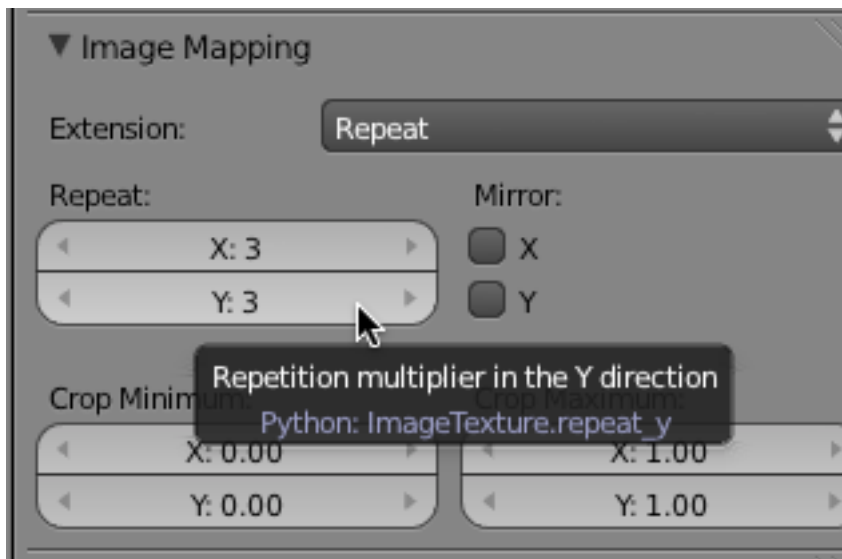 Image Mapping
Extension: Repeat
Repeat: Mirror:
X: 3 X
Y: 3 Y
Repetition multiplier in the Y direction
Crop Minimum: Crop Maximum:
Python: ImageTexture.repeat_y
X: 0.00 X: 1.00
Y: 0.00 Y: 1.00